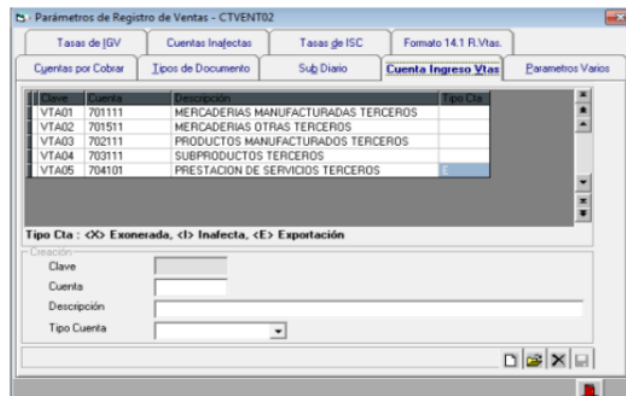 Parámetros de Registro de Ventas - CTVENT02
Tasas de IGV Cuentas Inafectas Tasas de ISC Formato 14.1 R.Vtas.
Cuentas por Cobrar Tipos de Documento Sub Diario Cuenta Ingreso Vtas Parametros Varios
Clave Cuenta Descripción Tipo Cta
VTA01 701111 MERCADERIAS MANUFACTURADAS TERCEROS
VTA02 701511 MERCADERIAS OTRAS TERCEROS
VTA03 702111 PRODUCTOS MANUFACTURADOS TERCEROS
VTA04 703111 SUBPRODUCTOS TERCEROS
VTA05 704101 PRESTACION DE SERVICIOS TERCEROS E
Tipo Cta : <X> Exonerada, <I> Inafecta, <E> Exportación
Creación
Clave
Cuenta
Descripción
Tipo Cuenta